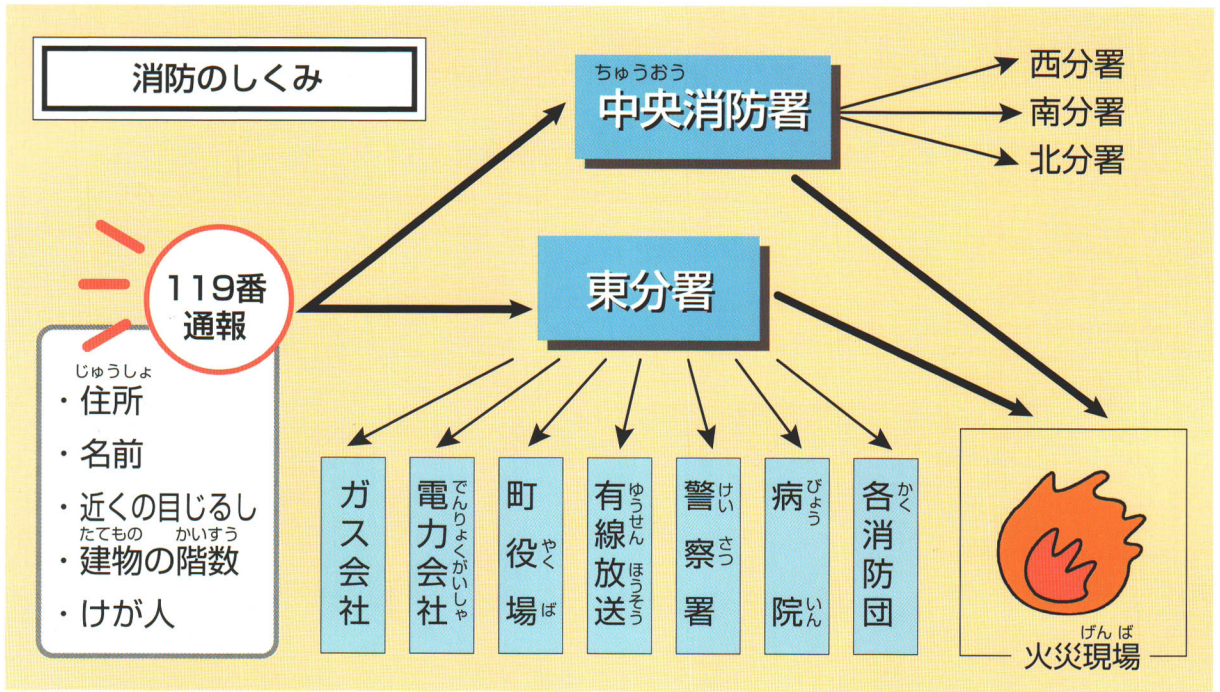 消防のしくみ
ちゅうおう
中央消防署
西分署
南分署
北分署
東分署
119番
通報
じゅうしょ
・住所
・名前
・近くの目じるし
たてもの かいすう
・建物の階数
・けが人
ガス会社
電力会社
でんりょくがいしゃ
町役場
やくば
有線放送
ゆうせんほうそう
警察署
けいさつ
病院
びょういん
各消防団
かく
げんば
火災現場